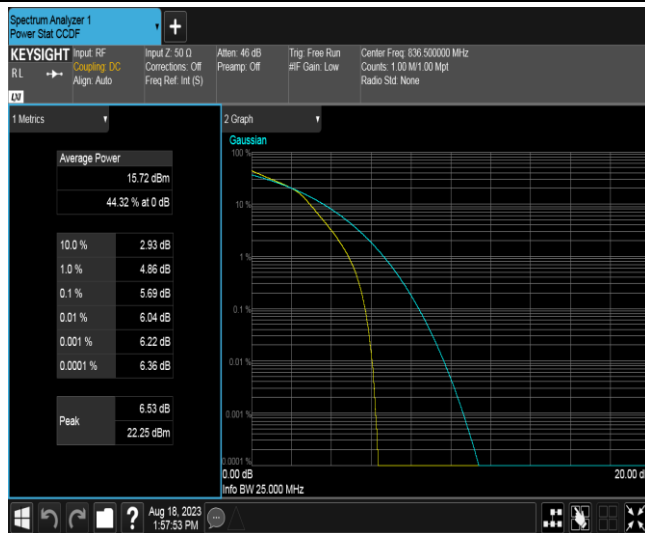 Spectrum Analyzer 1
Power Stat CCDF
+
KEYSIGHT Input: RF Input Z: 50 Ω Atten: 46 dB Trig: Free Run Center Freq: 836.500000 MHz
RL Coupling: DC Corrections: Off Preamp: Off #IF Gain: Low Counts: 1.00 M/1.00 Mpt
Align: Auto Freq Ref: Int (S) Radio Std: None
1 Metrics
2 Graph
Average Power
15.72 dBm
44.32 % at 0 dB
10.0 % 2.93 dB
1.0 % 4.86 dB
0.1 % 5.69 dB
0.01 % 6.04 dB
0.001 % 6.22 dB
0.0001 % 6.36 dB
Peak
6.53 dB
22.25 dBm
Gaussian
100 %
10 %
1 %
0.1 %
0.01 %
0.001 %
0.0001 %
0.00 dB 20.00 d
Info BW 25.000 MHz
? Aug 18, 2023
1:57:53 PM